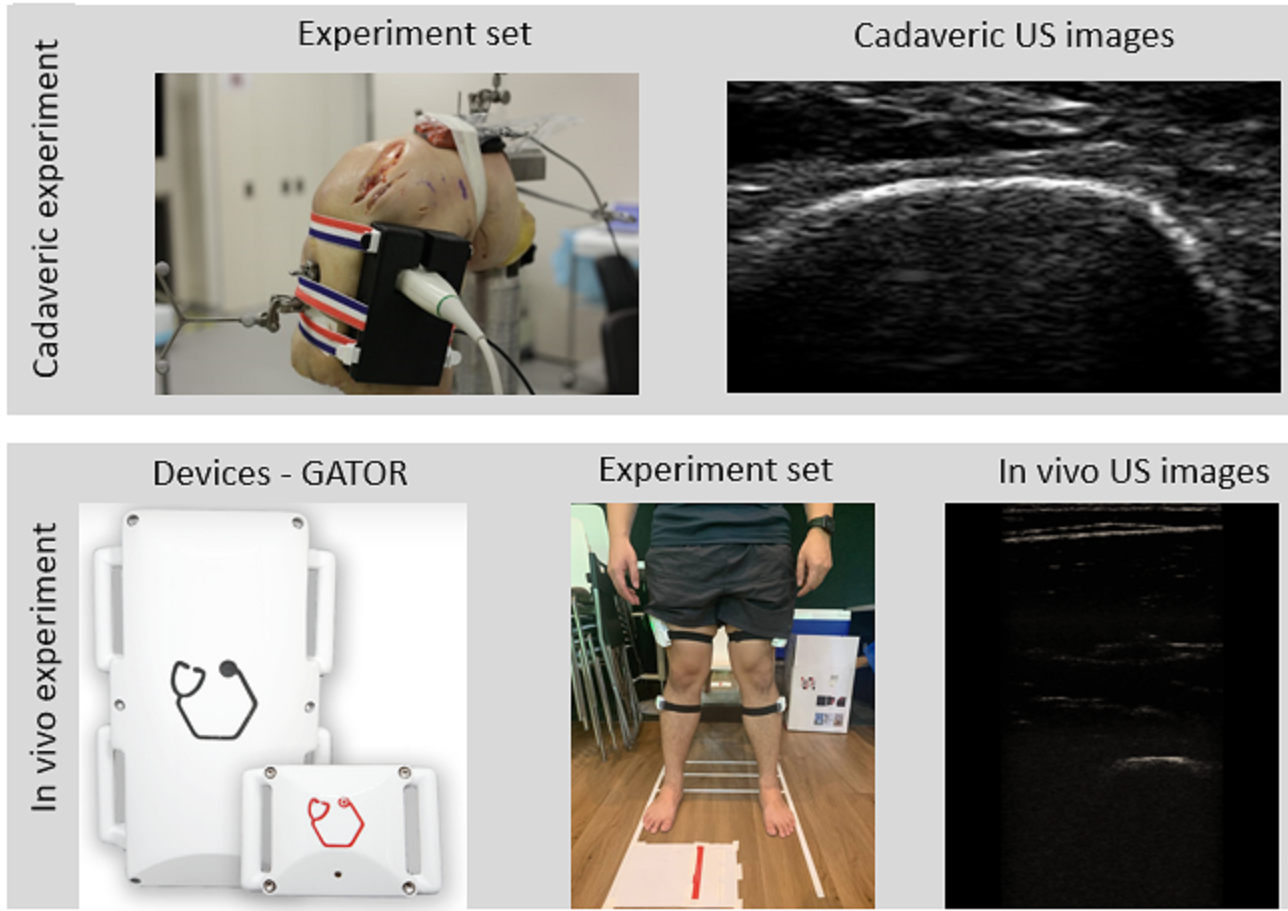 Cadaveric experiment
Experiment set
Cadaveric US images
In vivo experiment
Devices - GATOR
Experiment set
In vivo US images